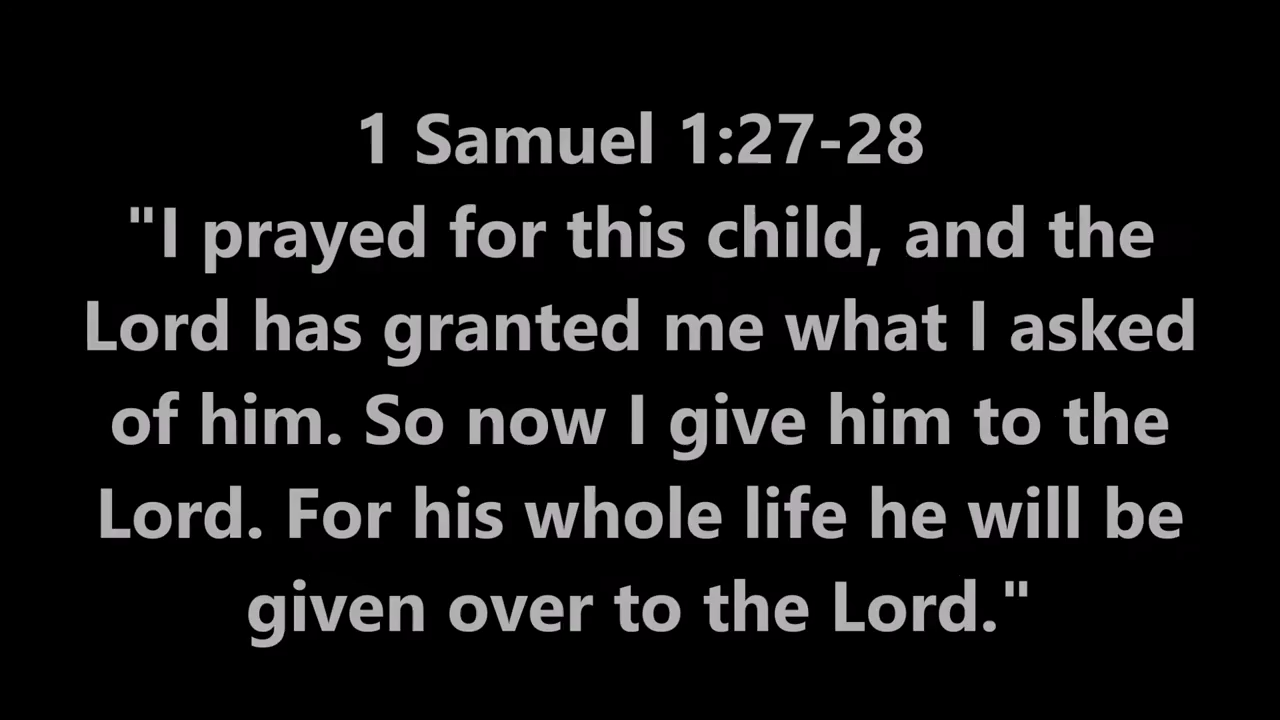 1 Samuel 1:27-28
"I prayed for this child, and the
Lord has granted me what I asked
of him. So now I give him to the
Lord. For his whole life he will be
given over to the Lord."